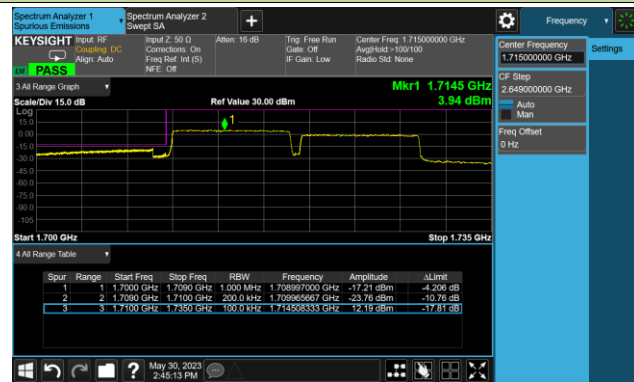 Spectrum Analyzer 1
Spurious Emissions
Spectrum Analyzer 2
Swept SA
Frequency
KEYSIGHT
Input: RF
Coupling: DC
Align: Auto
Input Z: 50 Ω
Corrections: On
Freq Ref: Int (S)
NFE: Off
Atten: 16 dB
Trig: Free Run
Gate: Off
IF Gain: Low
Center Freq: 1.715000000 GHz
Avg|Hold:>100/100
Radio Std: None
PASS
Center Frequency
1.715000000 GHz
Settings
CF Step
2.649000000 GHz
Auto
Man
Freq Offset
0 Hz
3 All Range Graph
Mkr1 1.7145 GHz
Scale/Div 15.0 dB
Ref Value 30.00 dBm
3.94 dBm
Log
15.0
0.00
-15.0
-30.0
-45.0
-60.0
-75.0
-90.0
-105
1
Start 1.700 GHz
Stop 1.735 GHz
4 All Range Table
Spur Range Start Freq Stop Freq RBW Frequency Amplitude ΔLimit
1 1 1.7000 GHz 1.7090 GHz 1.000 MHz 1.708997000 GHz -17.21 dBm -4.206 dB
2 2 1.7090 GHz 1.7100 GHz 200.0 kHz 1.709965667 GHz -23.76 dBm -10.76 dB
3 3 1.7100 GHz 1.7350 GHz 100.0 kHz 1.714508333 GHz 12.19 dBm -17.81 dB
May 30, 2023
2:45:13 PM